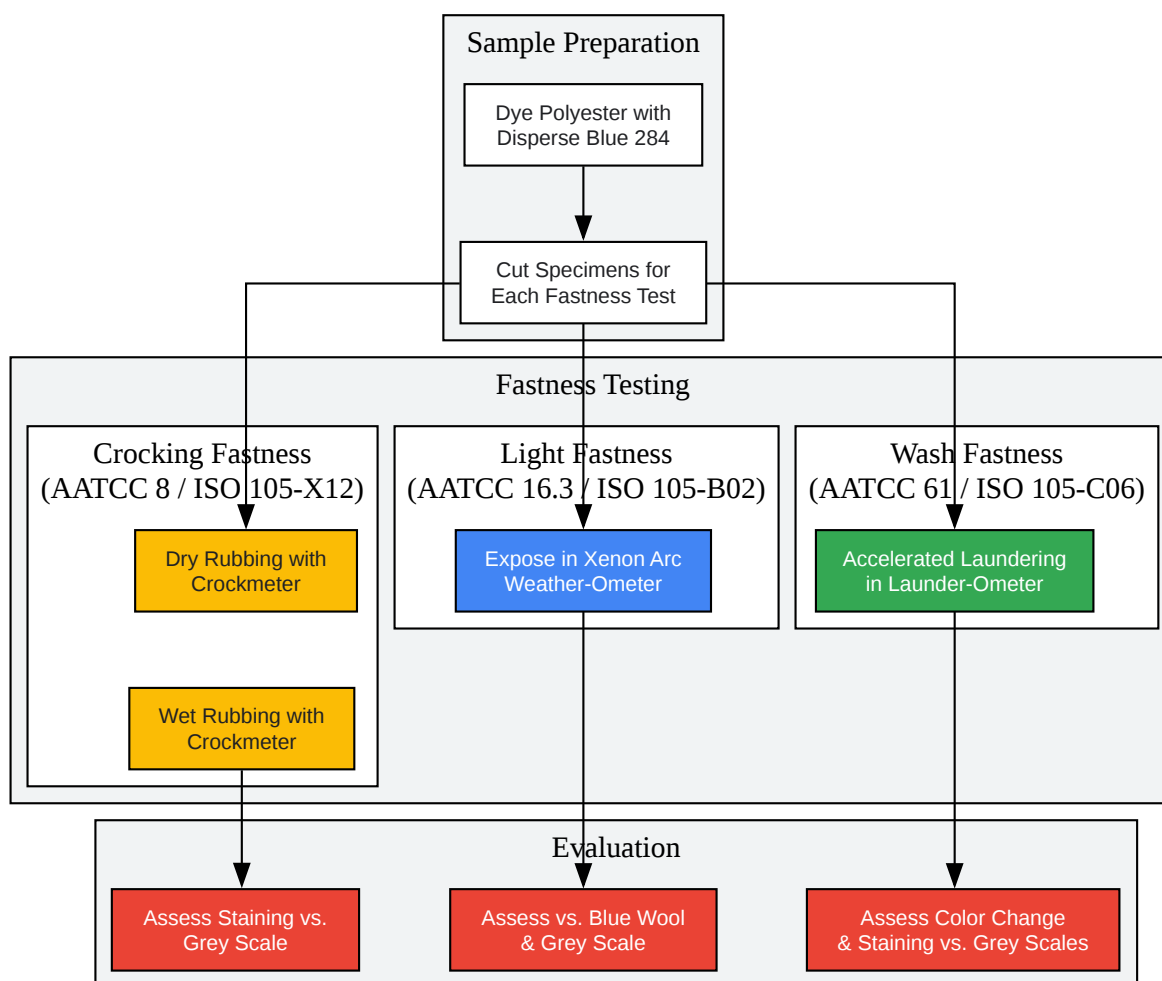 Sample Preparation
Dye Polyester with
Disperse Blue 284
Cut Specimens for
Each Fastness Test
Fastness Testing
Crocking Fastness
(AATCC 8 / ISO 105-X12)
Dry Rubbing with
Crockmeter
Wet Rubbing with
Crockmeter
Light Fastness
(AATCC 16.3 / ISO 105-B02)
Expose in Xenon Arc
Weather-Ometer
Wash Fastness
(AATCC 61 / ISO 105-C06)
Accelerated Laundering
in Launder-Ometer
Evaluation
Assess Staining vs.
Grey Scale
Assess vs. Blue Wool
& Grey Scale
Assess Color Change
& Staining vs. Grey Scales